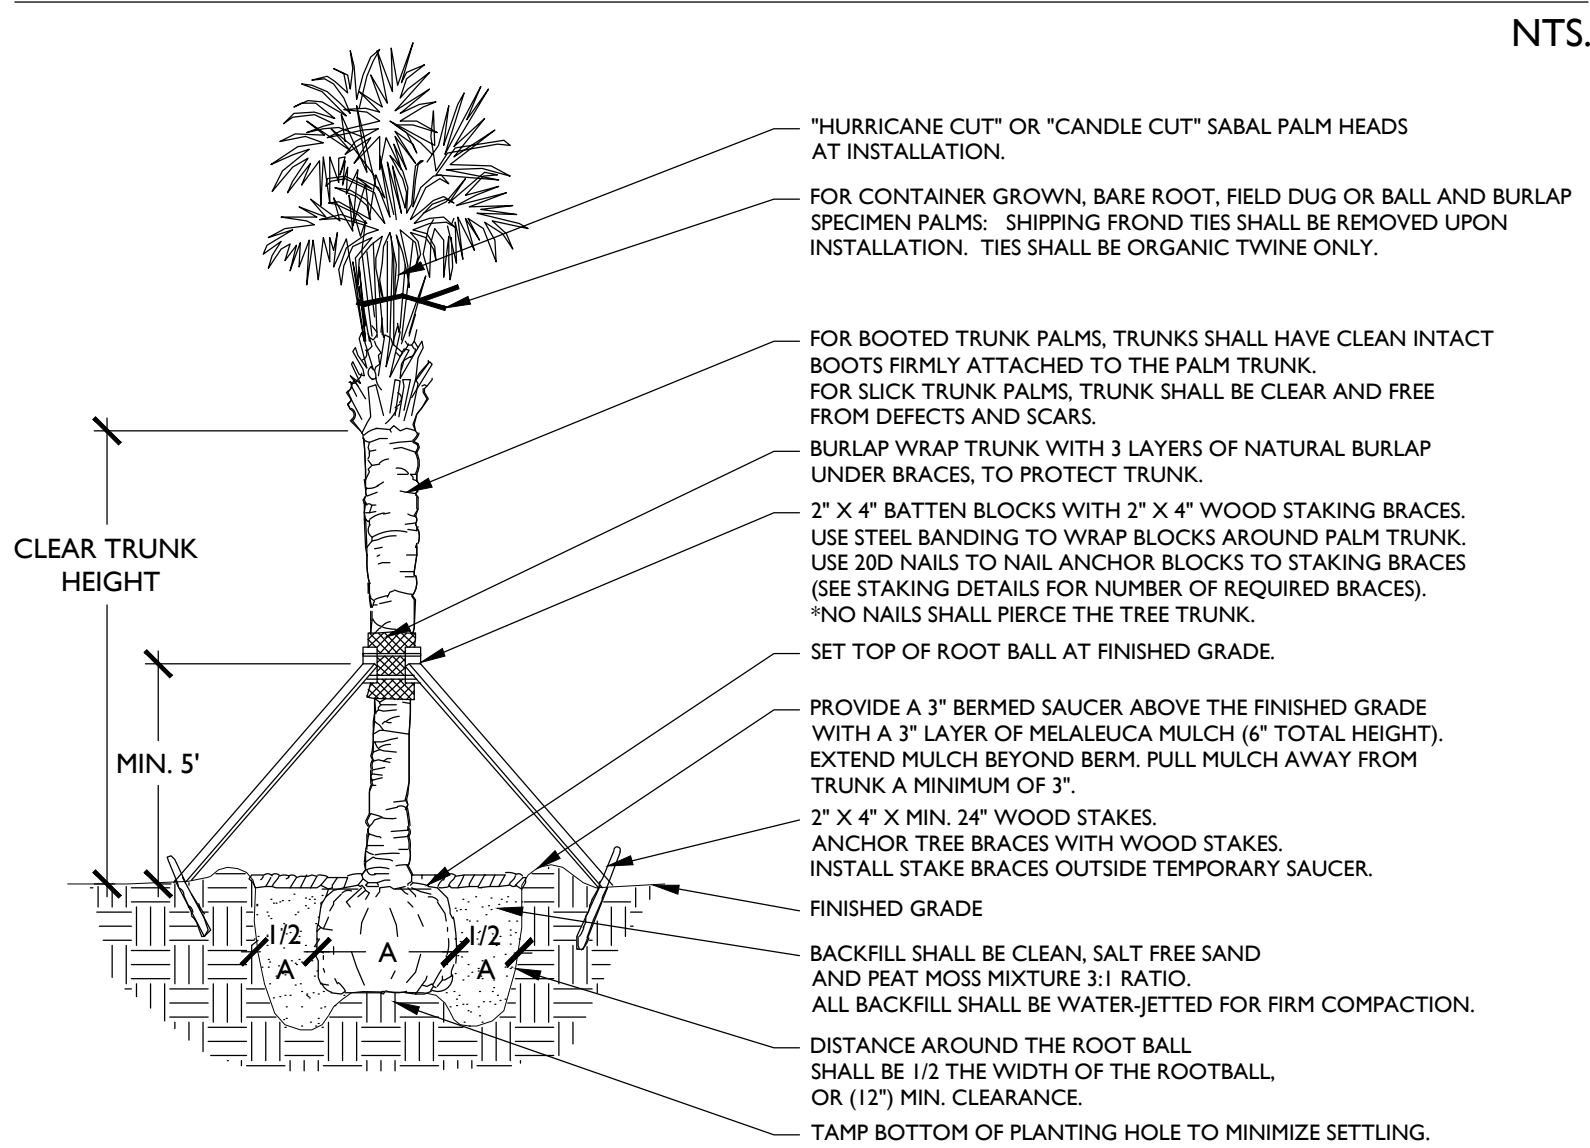 NTS.
"HURRICANE CUT" OR "CANDLE CUT" SABAL PALM HEADS
AT INSTALLATION.
FOR CONTAINER GROWN, BARE ROOT, FIELD DUG OR BALL AND BURLAP
SPECIMEN PALMS: SHIPPING FROND TIES SHALL BE REMOVED UPON
INSTALLATION. TIES SHALL BE ORGANIC TWINE ONLY.
FOR BOOTED TRUNK PALMS, TRUNKS SHALL HAVE CLEAN INTACT
BOOTS FIRMLY ATTACHED TO THE PALM TRUNK.
FOR SLICK TRUNK PALMS, TRUNK SHALL BE CLEAR AND FREE
FROM DEFECTS AND SCARS.
BURLAP WRAP TRUNK WITH 3 LAYERS OF NATURAL BURLAP
UNDER BRACES, TO PROTECT TRUNK.
2" X 4" BATTEN BLOCKS WITH 2" X 4" WOOD STAKING BRACES.
USE STEEL BANDING TO WRAP BLOCKS AROUND PALM TRUNK.
USE 20D NAILS TO NAIL ANCHOR BLOCKS TO STAKING BRACES
(SEE STAKING DETAILS FOR NUMBER OF REQUIRED BRACES).
*NO NAILS SHALL PIERCE THE TREE TRUNK.
SET TOP OF ROOT BALL AT FINISHED GRADE.
PROVIDE A 3" BERMED SAUCER ABOVE THE FINISHED GRADE
WITH A 3" LAYER OF MELALEUCA MULCH (6" TOTAL HEIGHT).
EXTEND MULCH BEYOND BERM. PULL MULCH AWAY FROM
TRUNK A MINIMUM OF 3".
2" X 4" X MIN. 24" WOOD STAKES.
ANCHOR TREE BRACES WITH WOOD STAKES.
INSTALL STAKE BRACES OUTSIDE TEMPORARY SAUCER.
FINISHED GRADE
BACKFILL SHALL BE CLEAN, SALT FREE SAND
AND PEAT MOSS MIXTURE 3:1 RATIO.
ALL BACKFILL SHALL BE WATER-JETTED FOR FIRM COMPACTION.
DISTANCE AROUND THE ROOT BALL
SHALL BE 1/2 THE WIDTH OF THE ROOTBALL,
OR (12") MIN. CLEARANCE.
TAMP BOTTOM OF PLANTING HOLE TO MINIMIZE SETTLING.
CLEAR TRUNK
HEIGHT
MIN. 5'
1/2
A
A
1/2
A